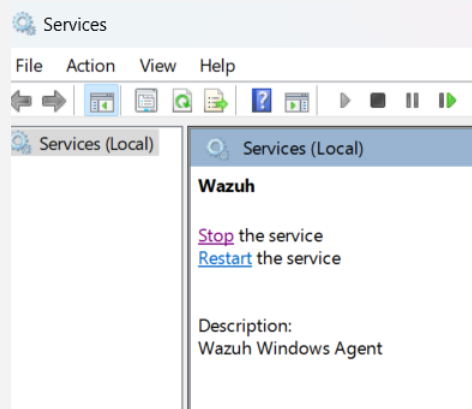 Services
File Action View Help
Services (Local)
Services (Local)
Wazuh
Stop the service
Restart the service
Description:
Wazuh Windows Agent